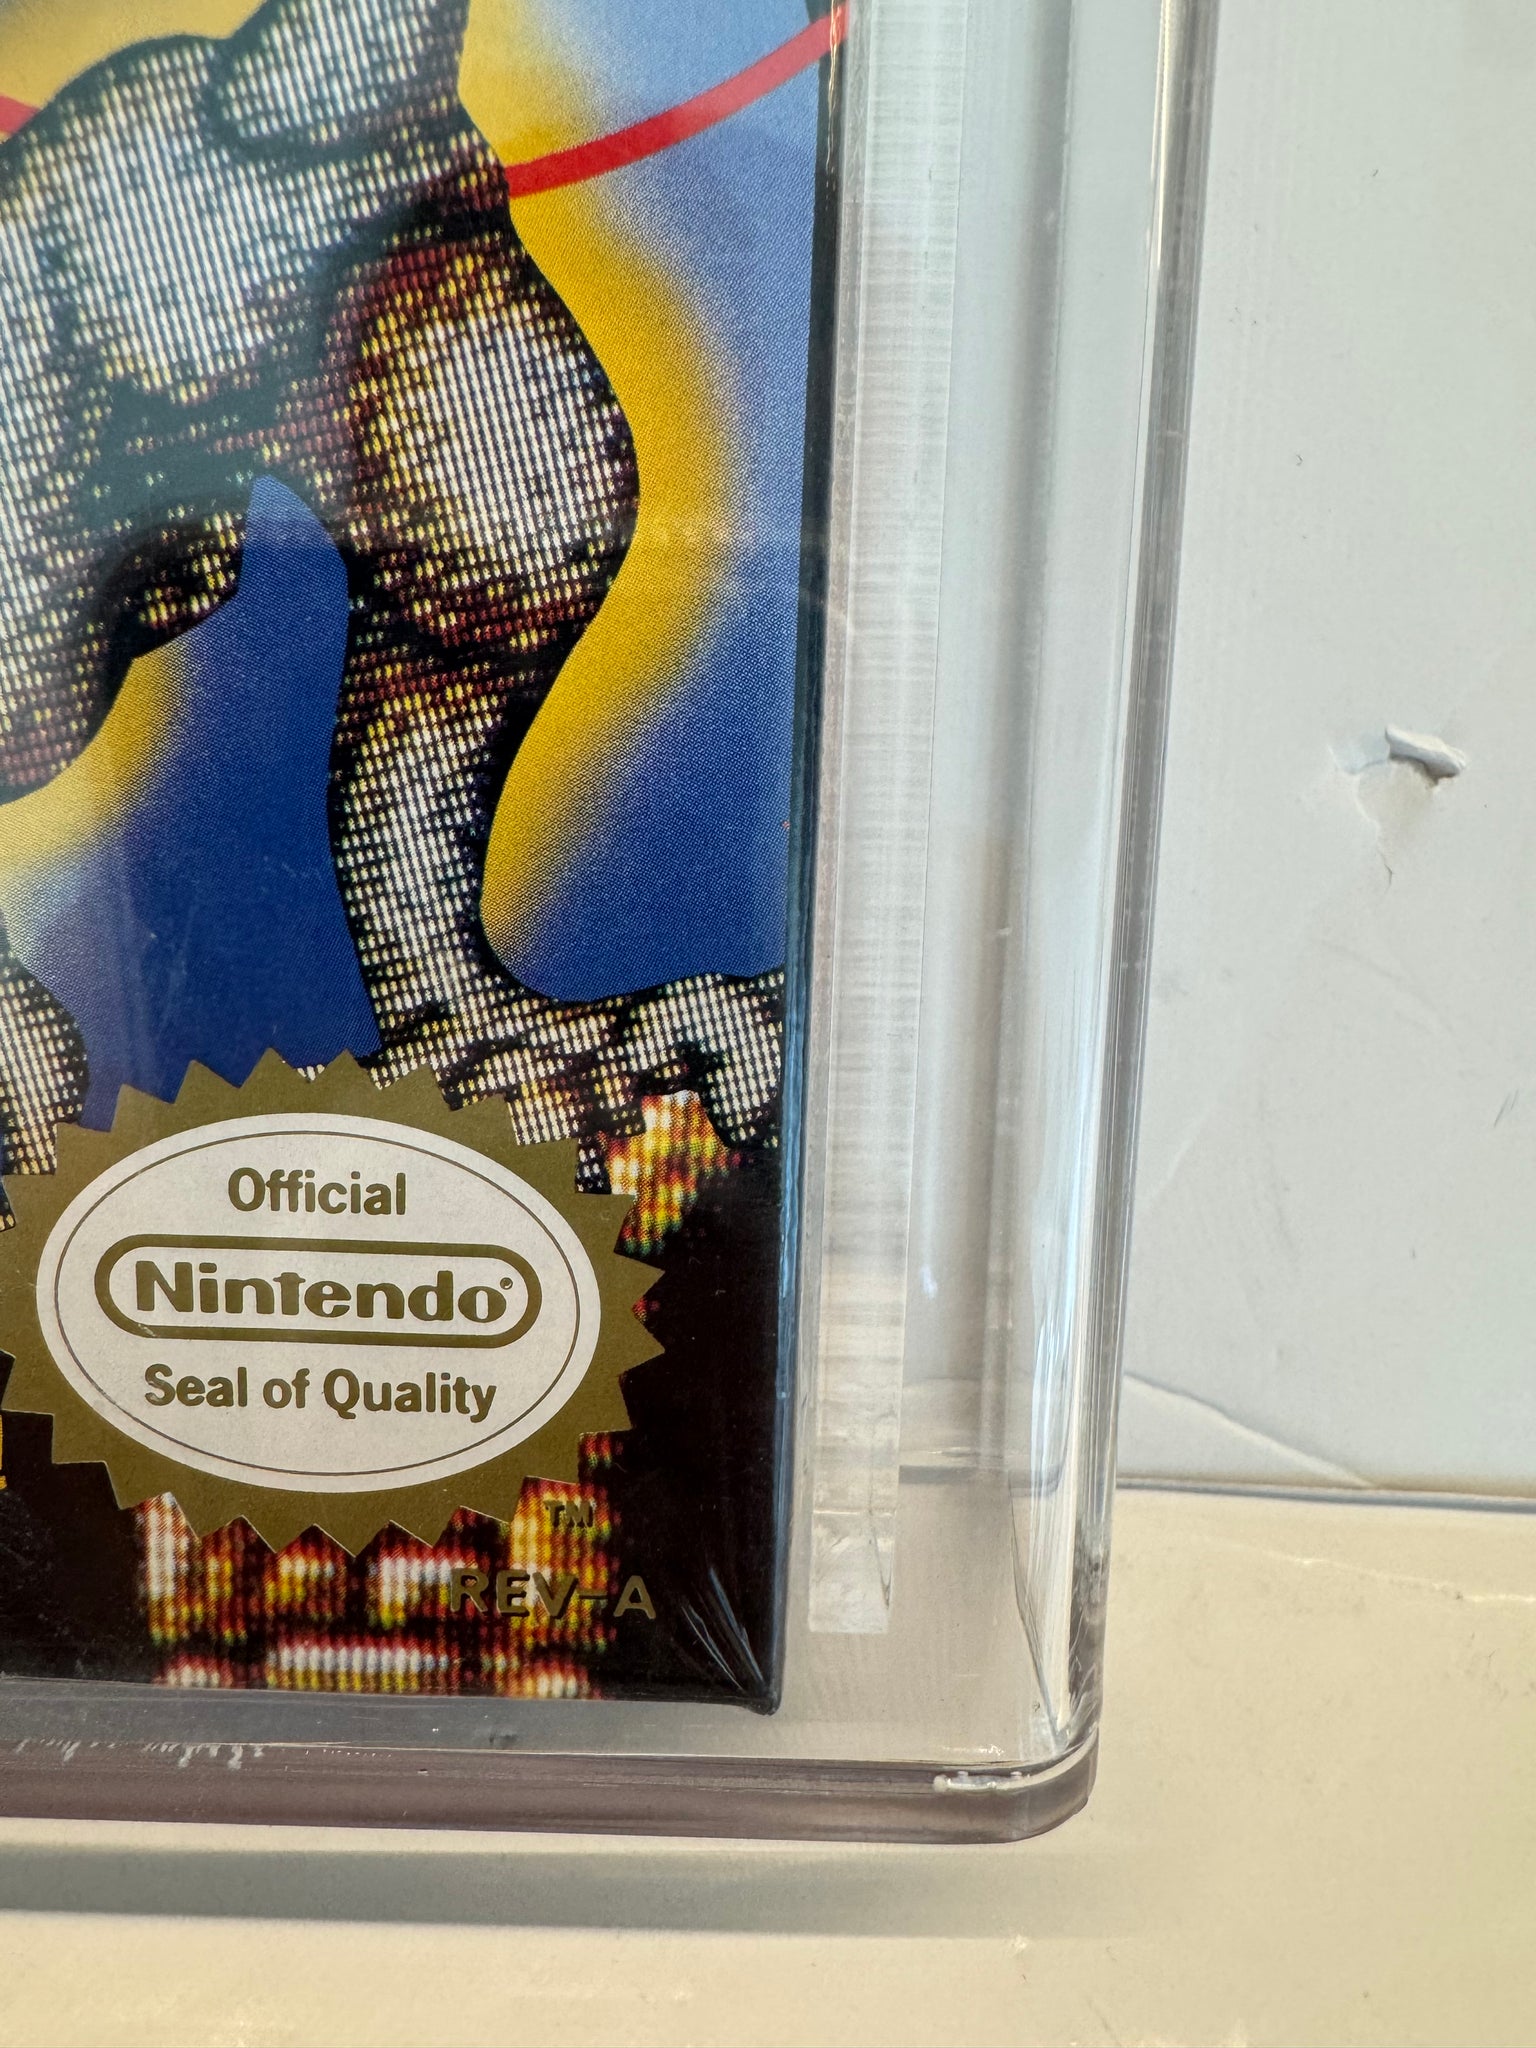 Official
Nintendo®
Seal of Quality
TM
REV-A